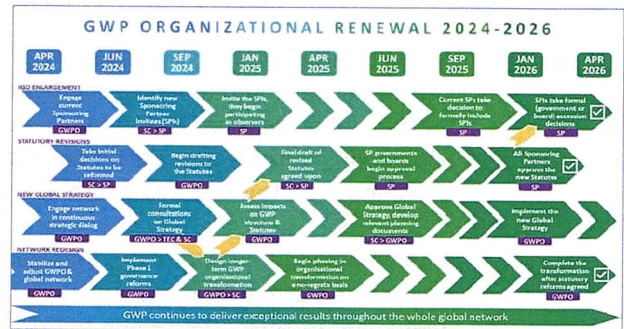 GWP ORGANIZATIONAL RENEWAL 2024-2026
APR
2024
JUN
2024
SEP
2024
JAN
2025
APR
2025
JUN
2025
SEP
2025
JAN
2026
APR
2026
IGO ENLARGEMENT
Engage
current
Sponsoring
Partners
GWPO
Identify new
Sponsoring
Partner
Invitees (SPIs)
SC > SP
Invite the SPIs,
they begin
participating
as observers
SP
Current SPs take
decision to
formally include
SPIs
SP
SPIs take formal
(government or
board) accession
decisions
SP
STATUTORY REVISIONS
Take initial
decisions on
Statutes to be
reformed
SC > SP
Begin drafting
revisions to
the Statutes
GWPO
Final draft of
revised
Statutes
agreed upon
SC > SP
SP governments
and boards
begin approval
process
SP
All Sponsoring
Partners
approve the
new Statutes
SP
NEW GLOBAL STRATEGY
Engage network
in continuous
strategic dialog
GWPO
Formal
consultations
on Global
Strategy
GWPO > TEC & SC
Assess impacts
on GWP
structure &
Statutes
GWPO
Approve Global
Strategy, develop
relevant planning
documents
SC > GWPO
Implement the
new Global
Strategy
GWPO
NETWORK REDESIGN
Stabilize and
adjust GWPO &
global network
GWPO
Implement
Phase 1
governance
reforms
GWPO
Design longer-
term GWP
organisational
transformation
GWPO > SC
Begin phasing in
organisational
transformation on
a no-regrets basis
GWPO
Complete the
transformation
after statutory
reforms agreed
GWPO
GWP continues to deliver exceptional results throughout the whole global network